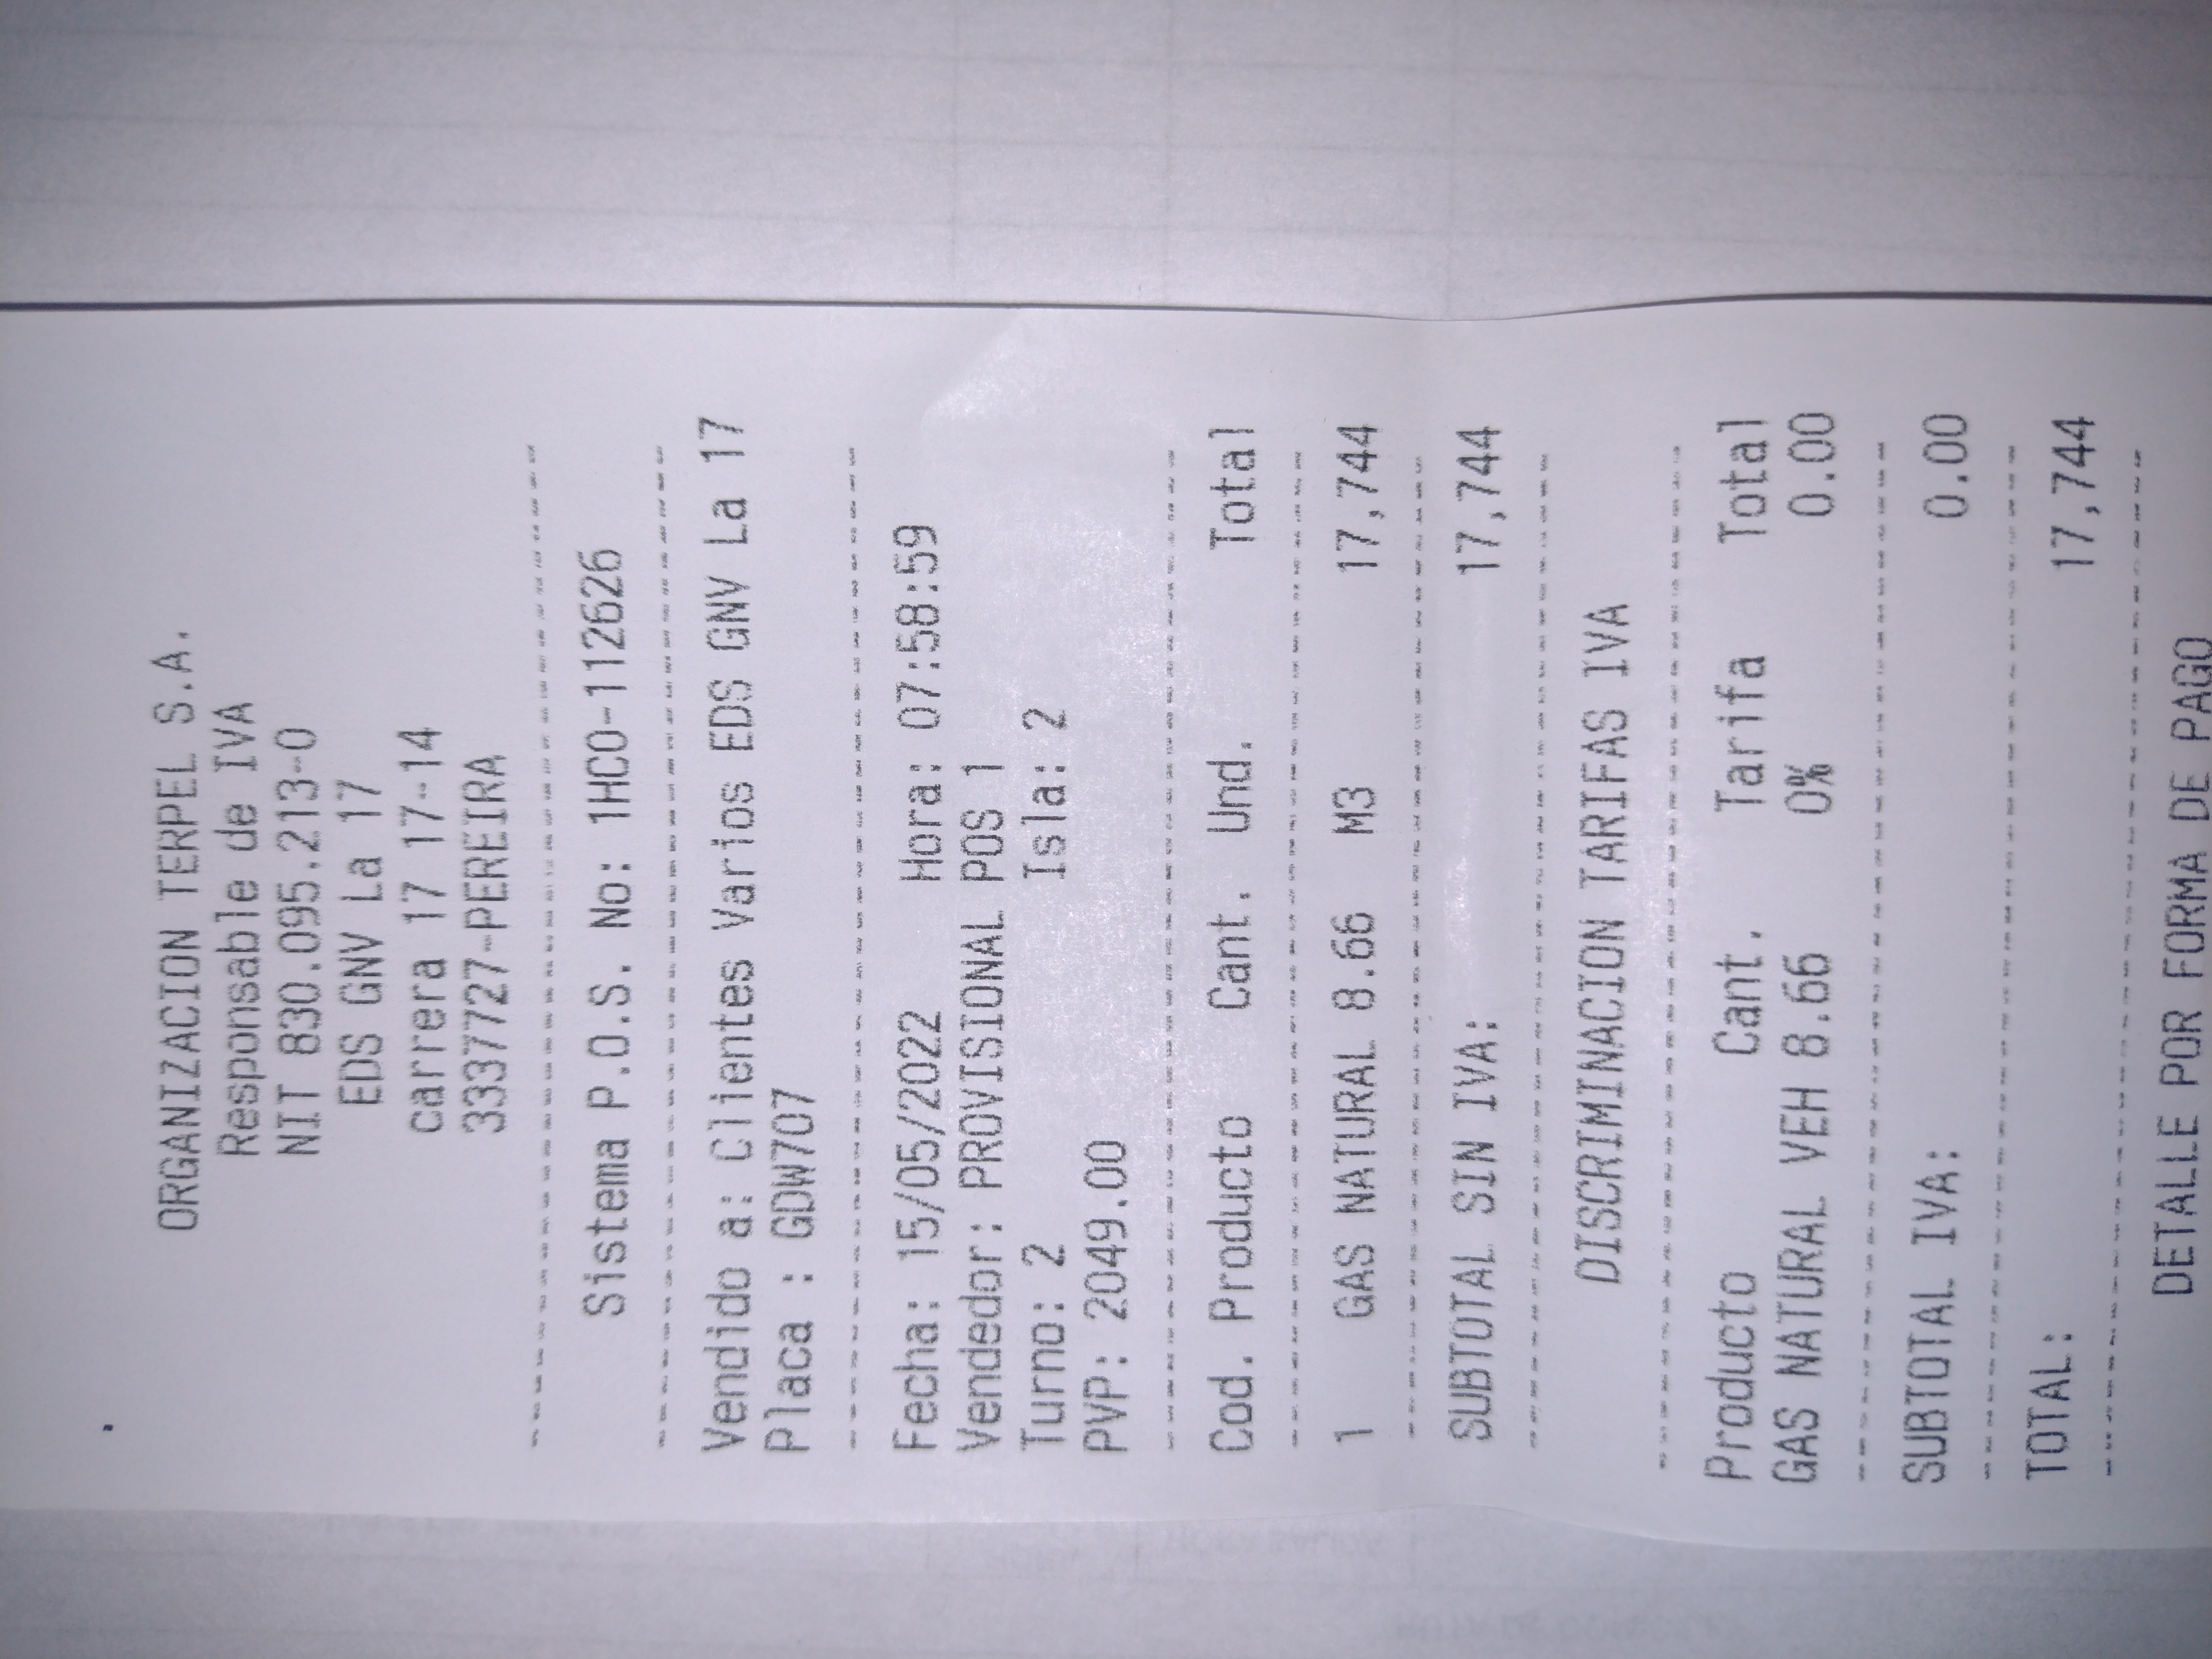 ORGANIZACION TERPEL S.A.
Responsable de IVA
NIT 830.095.213-0
EDS GNV La 17
carrera 17 17-14
3337727-PEREIRA
Sistema P.O.S. No: 1HCO-112626
Vendido a: Clientes Varios EDS GNV La 17
Placa : GDW707
Fecha: 15/05/2022 Hora: 07:58:59
Vendedor: PROVISIONAL POS 1
Turno: 2 Isla: 2
PVP: 2049.00
Cod. Producto Cant. Und. Total
1 GAS NATURAL 8.66 M3 17,744
SUBTOTAL SIN IVA: 17,744
DISCRIMINACION TARIFAS IVA
Producto Cant. Tarifa Total
GAS NATURAL VEH 8.66 0% 0.00
SUBTOTAL IVA: 0.00
TOTAL: 17,744
DETALLE POR FORMA DE PAGO